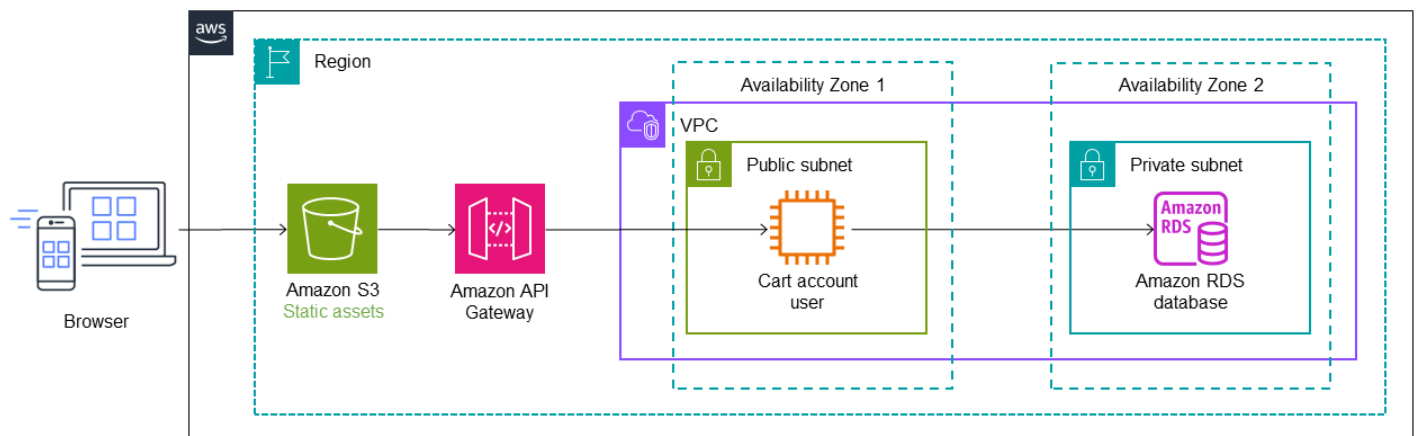 aws
Region
Availability Zone 1
Availability Zone 2
VPC
Public subnet
Private subnet
Amazon
RDS
</>
Amazon S3
Static assets
Amazon API
Gateway
Cart account
user
Amazon RDS
database
Browser